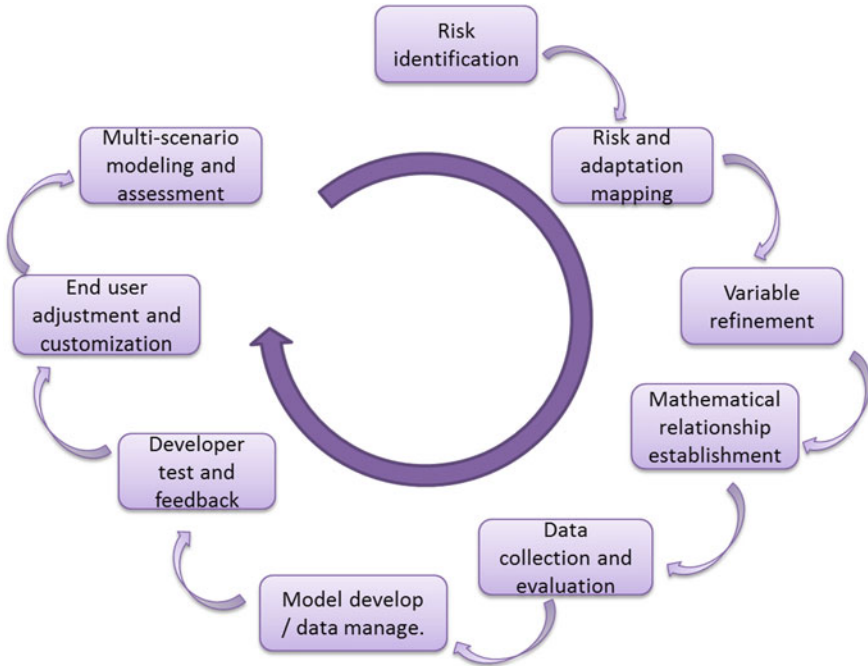 Risk
identification
Risk and
adaptation
mapping
Variable
refinement
Mathematical
relationship
establishment
Data
collection and
evaluation
Model develop
/ data manage.
Developer
test and
feedback
End user
adjustment and
customization
Multi-scenario
modeling and
assessment